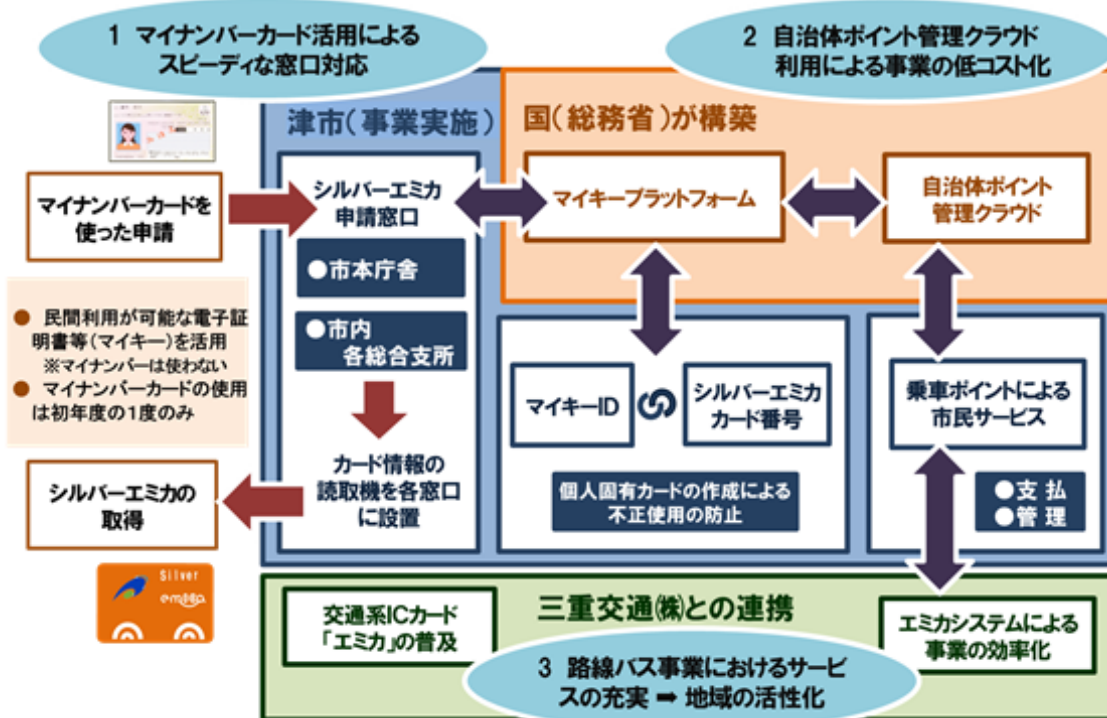 1 マイナンバーカード活用による
スピーディな窓口対応
2 自治体ポイント管理クラウド
利用による事業の低コスト化
津市(事業実施)
国(総務省)が構築
マイナンバーカードを
使った申請
シルバーエミカ
申請窓口
●市本庁舎
●市内
各総合支所
マイキープラットフォーム
自治体ポイント
管理クラウド
● 民間利用が可能な電子証
明書等(マイキー)を活用
※マイナンバーは使わない
● マイナンバーカードの使用
は初年度の1度のみ
マイキーID
シルバーエミカ
カード番号
乗車ポイントによる
市民サービス
カード情報の
読取機を各窓口
に設置
個人固有カードの作成による
不正使用の防止
●支 払
●管 理
シルバーエミカの
取得
Silver
emica
交通系ICカード
「エミカ」の普及
三重交通㈱との連携
エミカシステムによる
事業の効率化
3 路線バス事業におけるサービ
スの充実 ➡ 地域の活性化